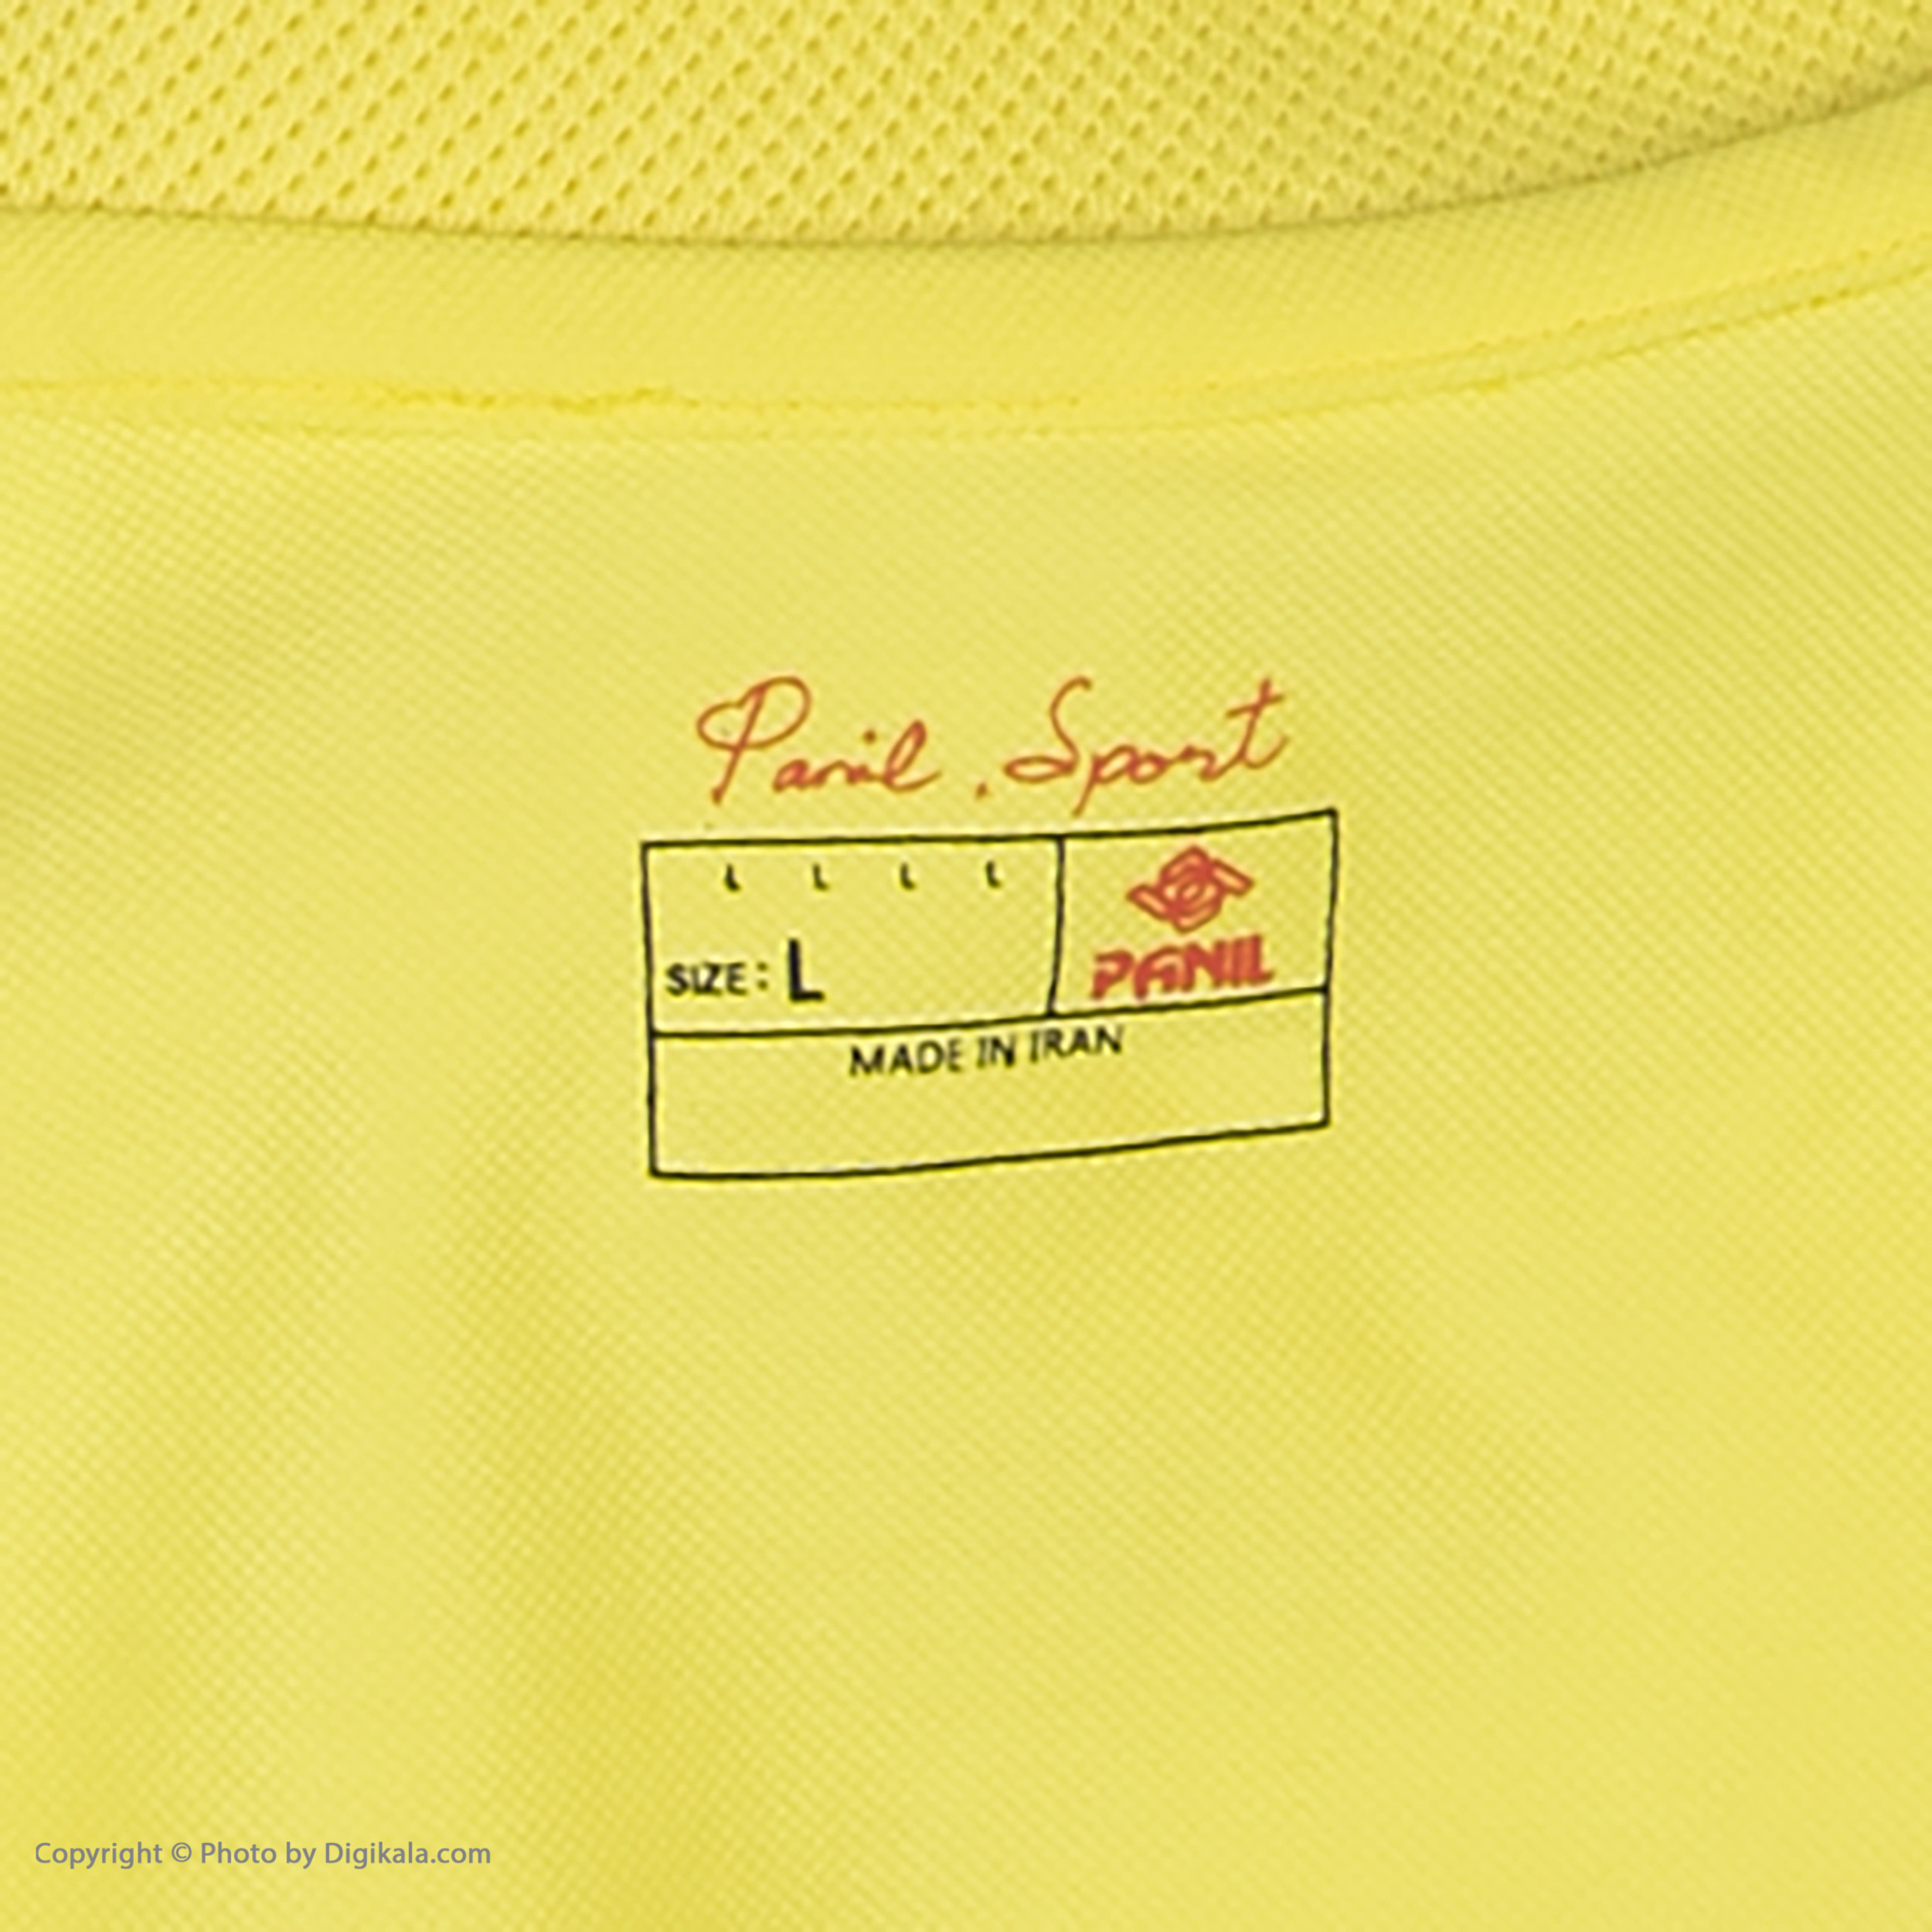 Panil . Sport
L L L L
SIZE: L
PANIL
MADE IN IRAN
Copyright © Photo by Digikala.com